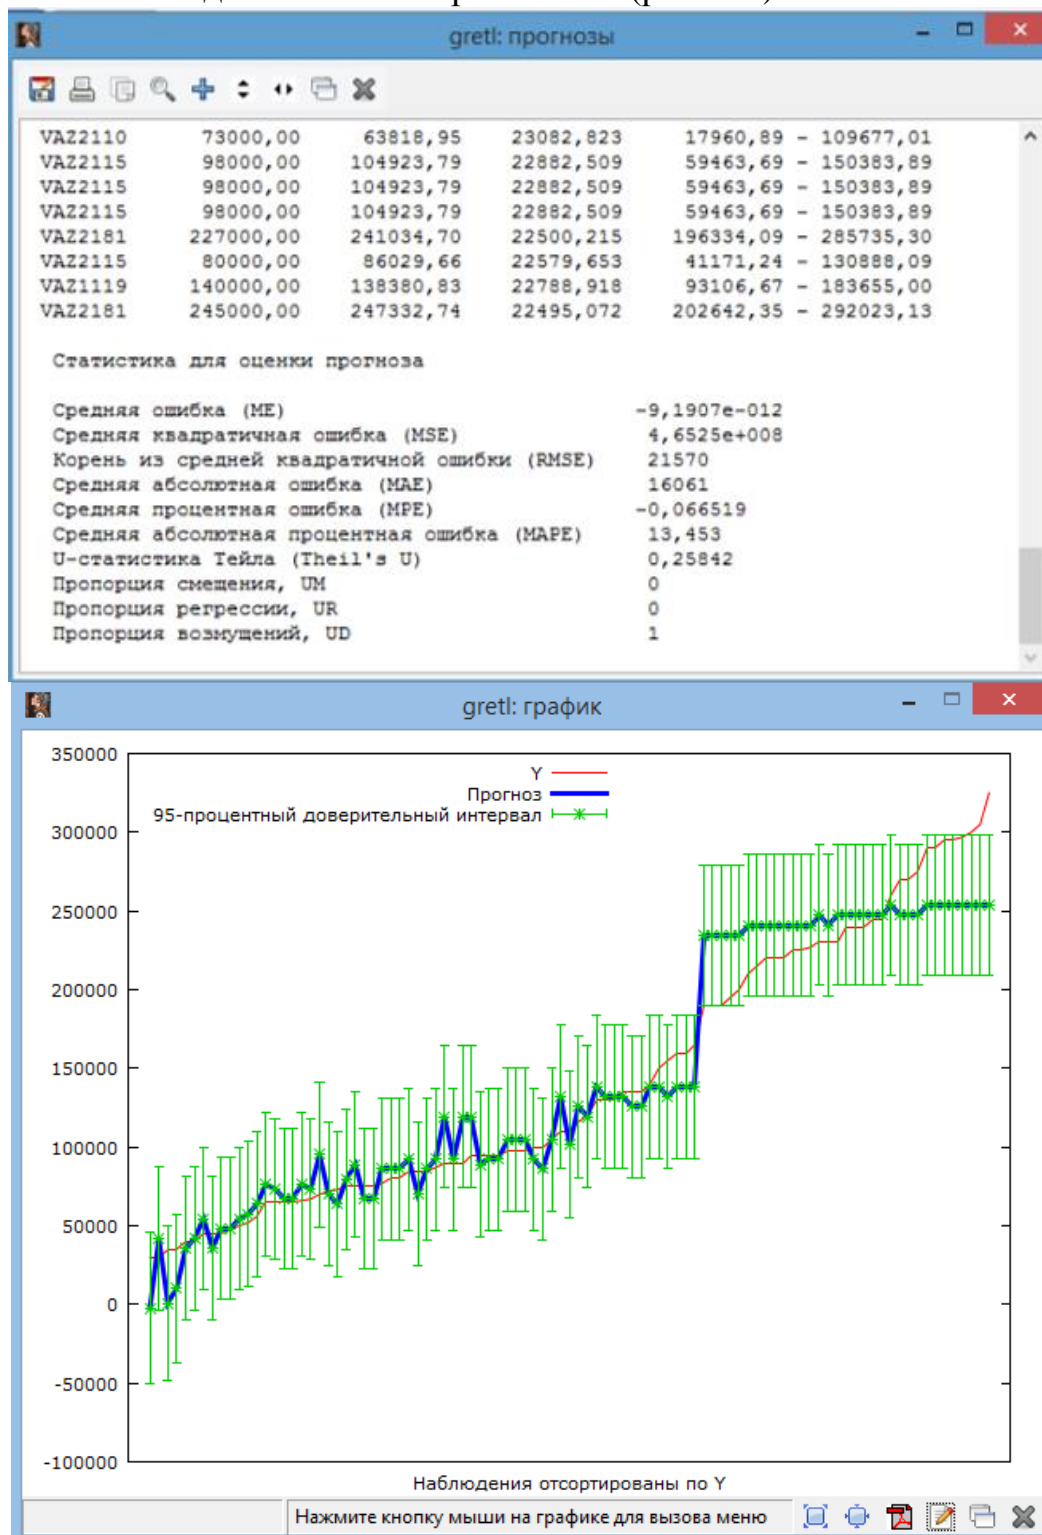 gretl: прогнозы
VAZ2110 73000,00 63818,95 23082,823 17960,89 - 109677,01
VAZ2115 98000,00 104923,79 22882,509 59463,69 - 150383,89
VAZ2115 98000,00 104923,79 22882,509 59463,69 - 150383,89
VAZ2115 98000,00 104923,79 22882,509 59463,69 - 150383,89
VAZ2181 227000,00 241034,70 22500,215 196334,09 - 285735,30
VAZ2115 80000,00 86029,66 22579,653 41171,24 - 130888,09
VAZ1119 140000,00 138380,83 22788,918 93106,67 - 183655,00
VAZ2181 245000,00 247332,74 22495,072 202642,35 - 292023,13
Статистика для оценки прогноза
Средняя ошибка (ME) -9,1907e-012
Средняя квадратичная ошибка (MSE) 4,6525e+008
Корень из средней квадратичной ошибки (RMSE) 21570
Средняя абсолютная ошибка (MAE) 16061
Средняя процентная ошибка (MPE) -0,066519
Средняя абсолютная процентная ошибка (MAPE) 13,453
U-статистика Тейла (Theil's U) 0,25842
Пропорция смещения, UM 0
Пропорция регрессии, UR 0
Пропорция возмущений, UD 1
gretl: график
Y
Прогноз
95-процентный доверительный интервал
350000
300000
250000
200000
150000
100000
50000
0
-50000
-100000
Наблюдения отсортированы по Y
Нажмите кнопку мыши на графике для вызова меню